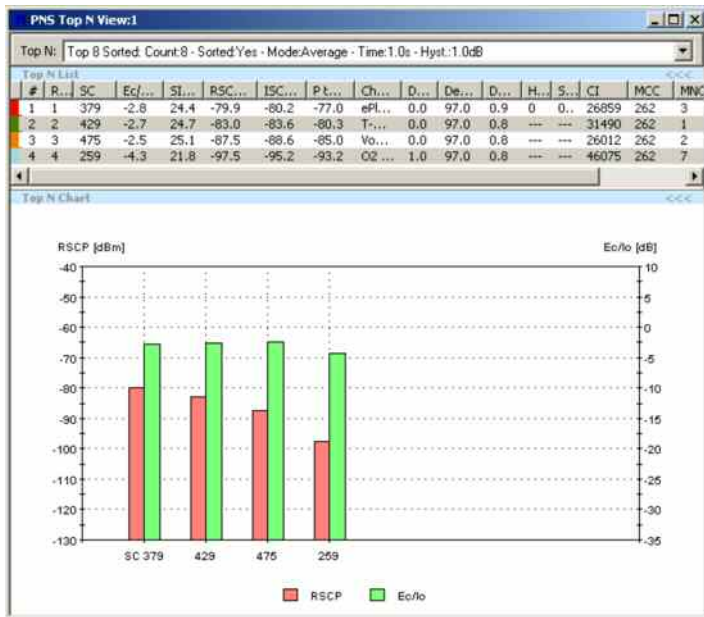 PNS Top N View:1
Top N: Top 8 Sorted: Count:8 - Sorted:Yes - Mode:Average - Time:1.0s - Hyst.:1.0dB
Top N List <<<
# R... SC Ec/... SI... RSC... ISC... P t... Ch... D... De... D... H... S... CI MCC MNC
1 1 379 -2.8 24.4 -79.9 -80.2 -77.0 ePl... 0.0 97.0 0.9 0 0.. 26859 262 3
2 2 429 -2.7 24.7 -83.0 -83.6 -80.3 T-... 0.0 97.0 0.8 --- --- 31490 262 1
3 3 475 -2.5 25.1 -87.5 -88.6 -85.0 Vo... 0.0 97.0 0.8 --- --- 26012 262 2
4 4 259 -4.3 21.8 -97.5 -95.2 -93.2 O2 ... 1.0 97.0 0.8 --- --- 46075 262 7
Top N Chart <<<
RSCP [dBm] Ec/Io [dB]
-40 10
-50 5
-60 0
-70 -5
-80 -10
-90 -15
-100 -20
-110 -25
-120 -30
-130 -35
SC 379 429 475 259
RSCP Ec/Io